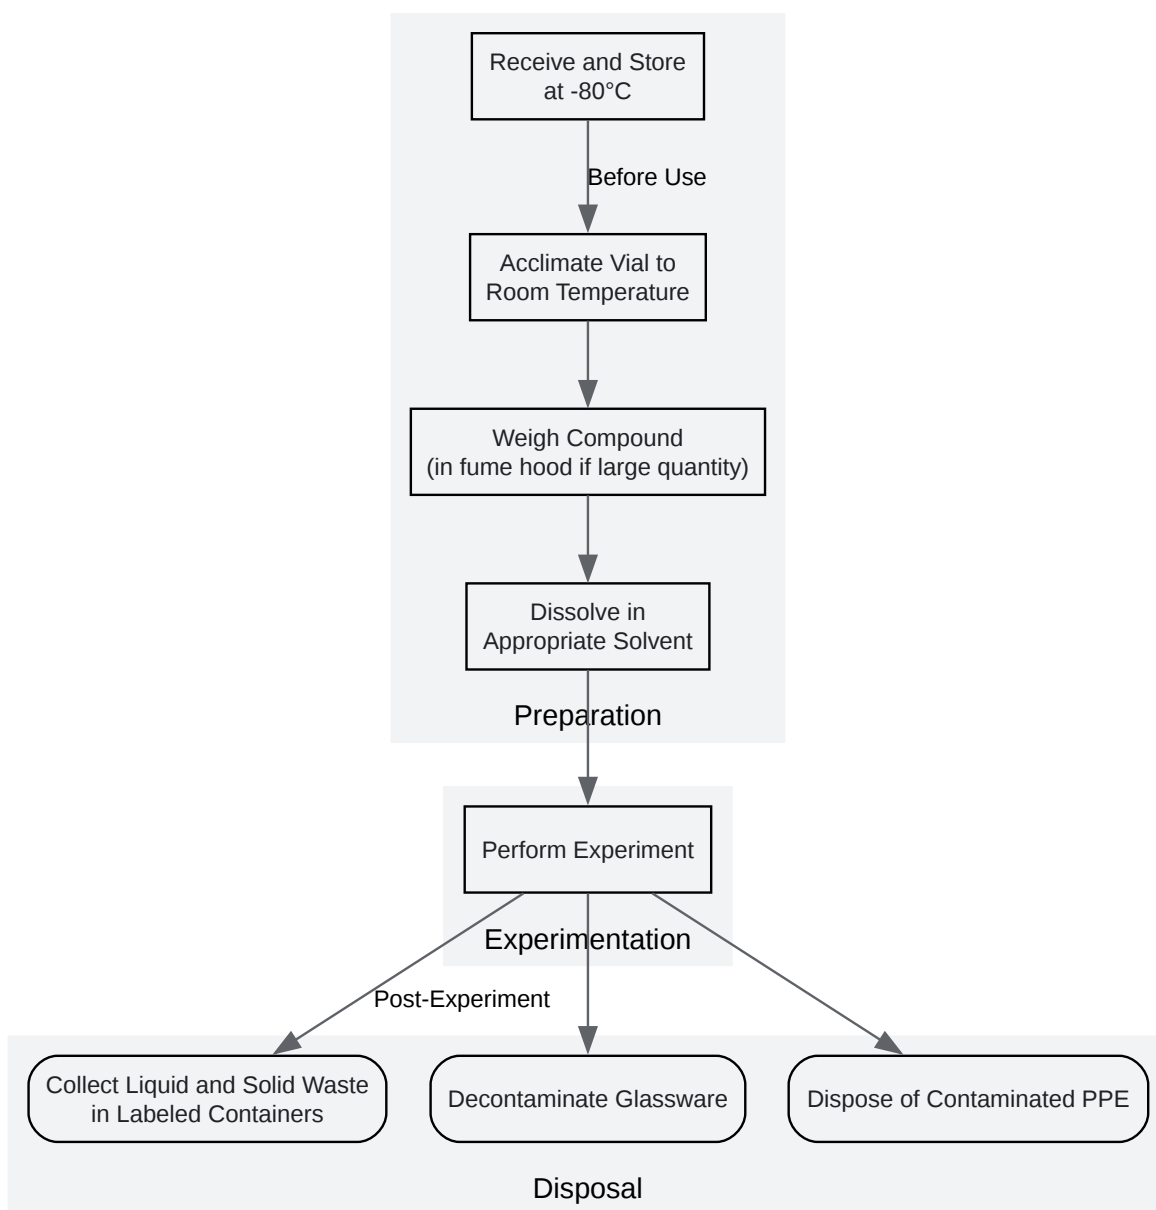 Receive and Store
at -80°C
Before Use
Acclimate Vial to
Room Temperature
Weigh Compound
(in fume hood if large quantity)
Dissolve in
Appropriate Solvent
Preparation
Perform Experiment
Experimentation
Post-Experiment
Collect Liquid and Solid Waste
in Labeled Containers
Decontaminate Glassware
Dispose of Contaminated PPE
Disposal